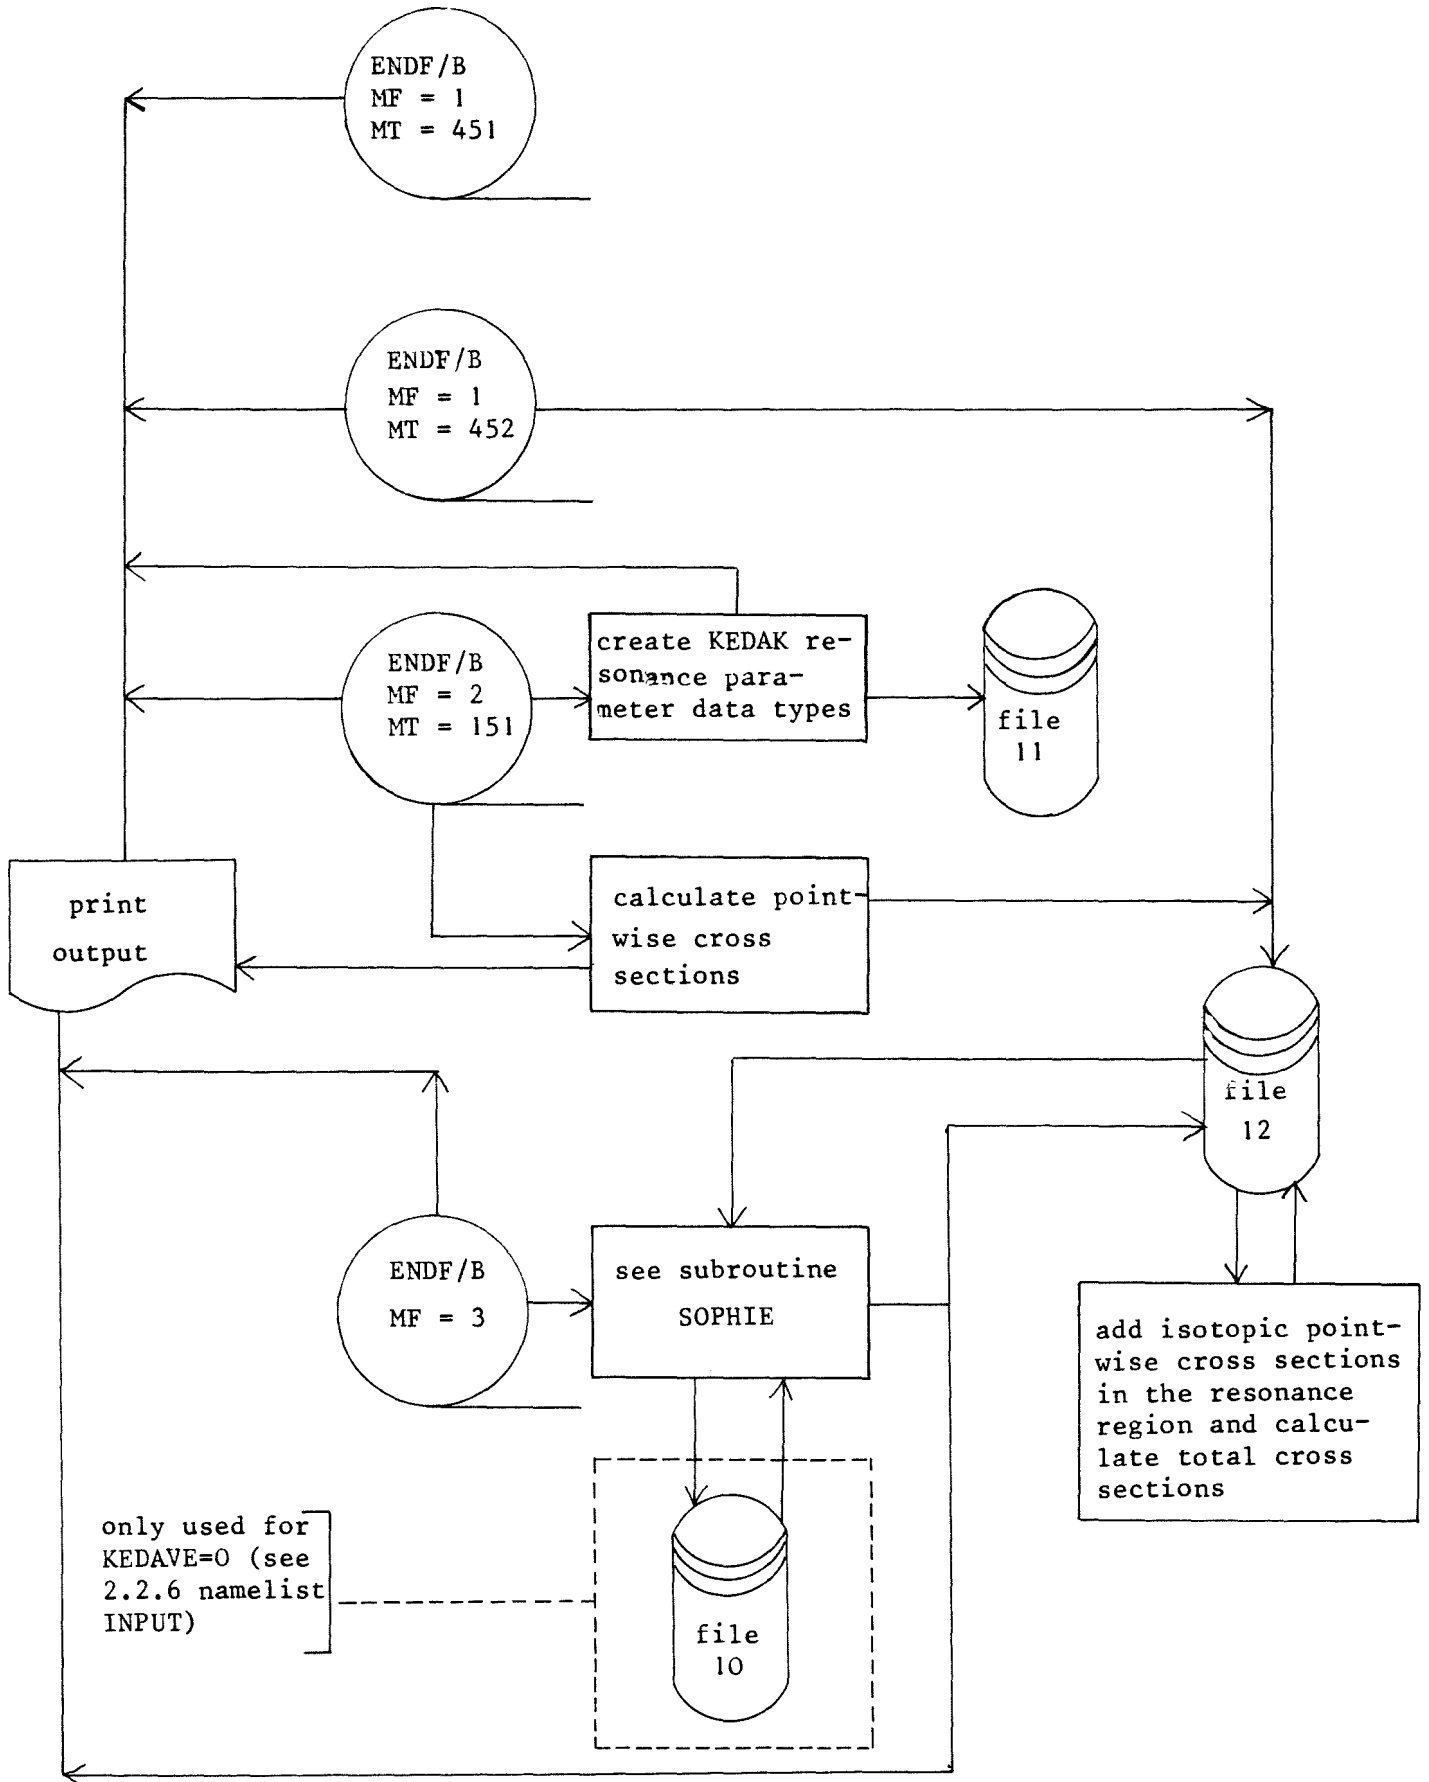 ENDF/B
MF = 1
MT = 451
ENDF/B
MF = 1
MT = 452
ENDF/B
MF = 2
MT = 151
create KEDAK re-
sonance para-
meter data types
file
11
print
output
calculate point-
wise cross
sections
file
12
ENDF/B
MF = 3
see subroutine
SOPHIE
add isotopic point-
wise cross sections
in the resonance
region and calcu-
late total cross
sections
only used for
KEDAVE=0 (see
2.2.6 namelist
INPUT)
file
10